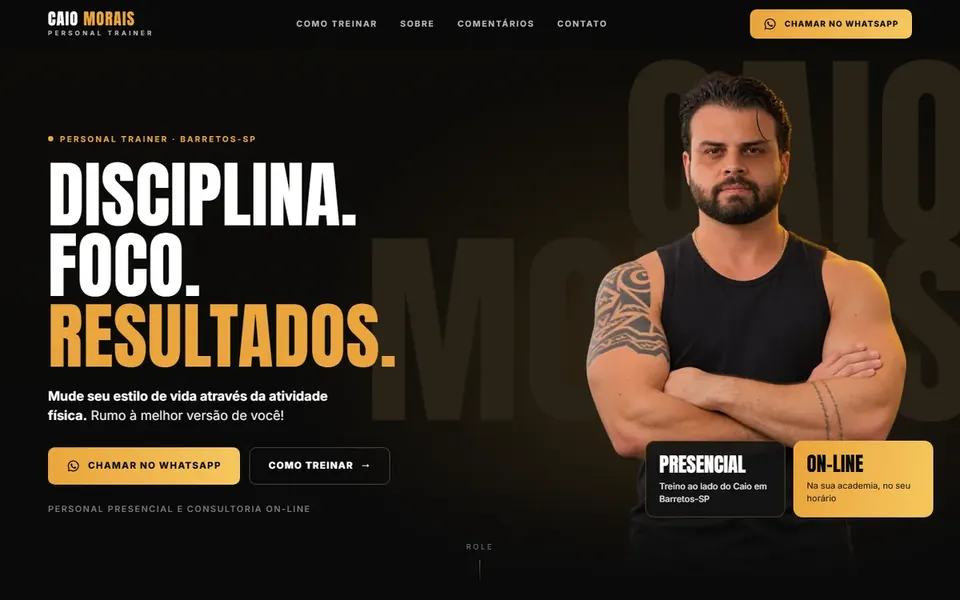 CAIO MORAIS
PERSONAL TRAINER
COMO TREINAR
SOBRE
COMENTÁRIOS
CONTATO
CHAMAR NO WHATSAPP
CAIO
MORAIS
PERSONAL TRAINER · BARRETOS-SP
DISCIPLINA.
FOCO.
RESULTADOS.
Mude seu estilo de vida através da atividade
física. Rumo à melhor versão de você!
CHAMAR NO WHATSAPP
COMO TREINAR →
PERSONAL PRESENCIAL E CONSULTORIA ON-LINE
PRESENCIAL
Treino ao lado do Caio em
Barretos-SP
ON-LINE
Na sua academia, no seu
horário
ROLE